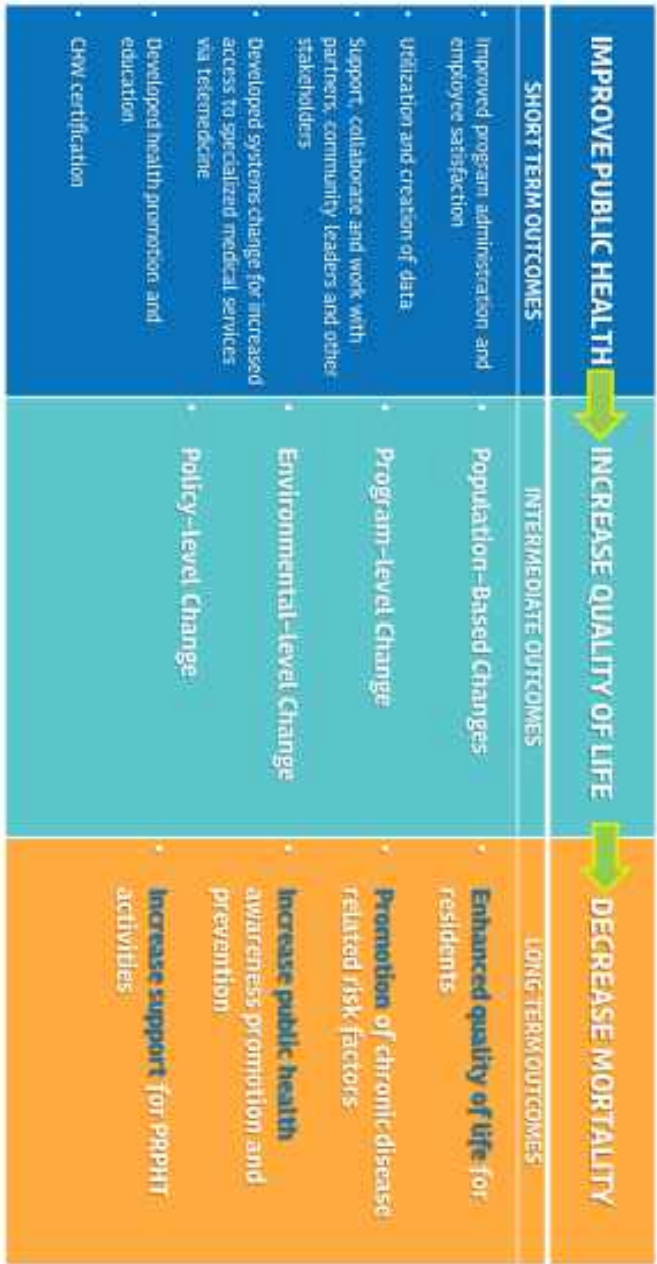 IMPROVE PUBLIC HEALTH
SHORT TERM OUTCOMES
• Improved program administration and
employee satisfaction
• Utilization and creation of data
• Support, collaborate and work with
partners, community leaders and other
stakeholders
• Developed systems change for increased
access to specialized medical services
via telemedicine
• Developed health promotion and
education
• CHW certification
INCREASE QUALITY OF LIFE
INTERMEDIATE OUTCOMES
• Population-Based Changes
• Program-level Change
• Environmental-level Change
• Policy-level Change
DECREASE MORTALITY
LONG TERM OUTCOMES
• Enhanced quality of life for
residents
• Promotion of chronic disease
related risk factors
• Increase public health
awareness promotion and
prevention
• Increase support for PRPHT
activities